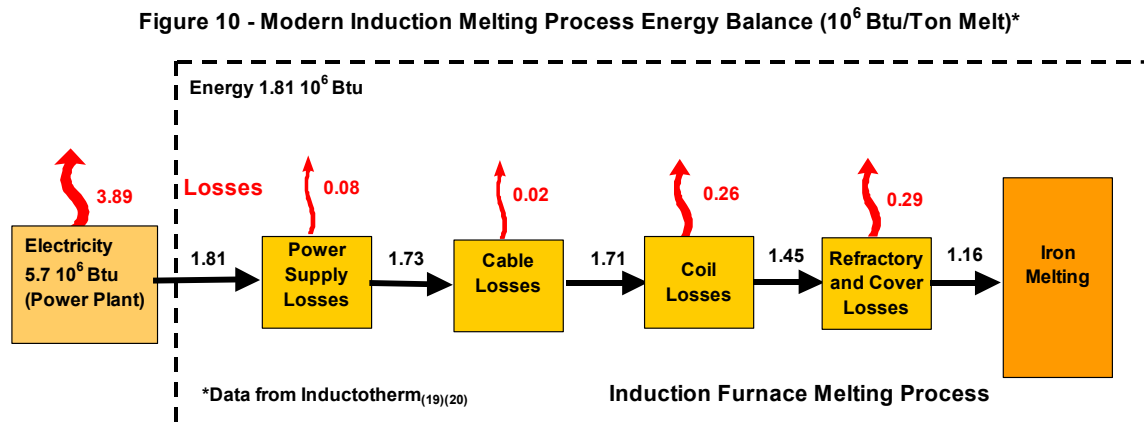 Figure 10 - Modern Induction Melting Process Energy Balance (10⁶ Btu/Ton Melt)*
Energy 1.81 10⁶ Btu
Losses
3.89
0.08
0.02
0.26
0.29
Electricity
5.7 10⁶ Btu
(Power Plant)
1.81
Power
Supply
Losses
1.73
Cable
Losses
1.71
Coil
Losses
1.45
Refractory
and Cover
Losses
1.16
Iron
Melting
*Data from Inductotherm(19)(20)
Induction Furnace Melting Process